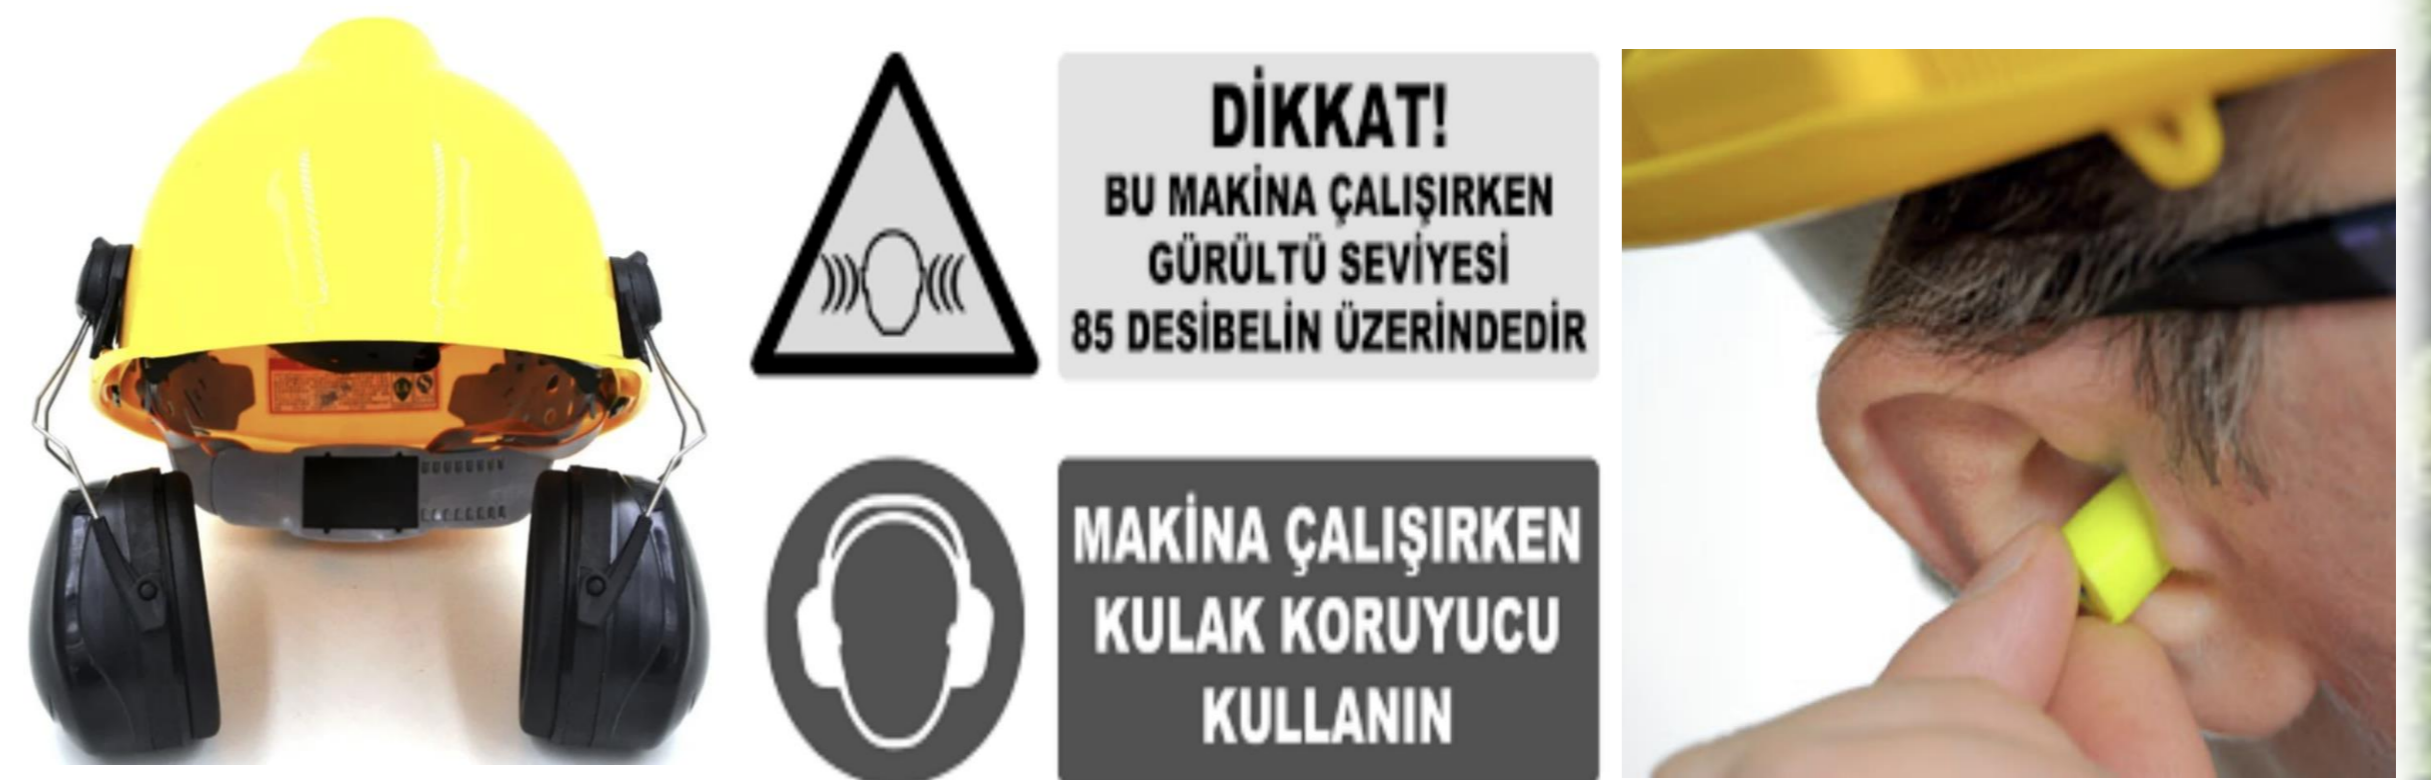 DİKKAT!
BU MAKİNA ÇALIŞIRKEN
GÜRÜLTÜ SEVİYESİ
85 DESİBELİN ÜZERİNDEDİR
MAKİNA ÇALIŞIRKEN
KULAK KORUYUCU
KULLANIN